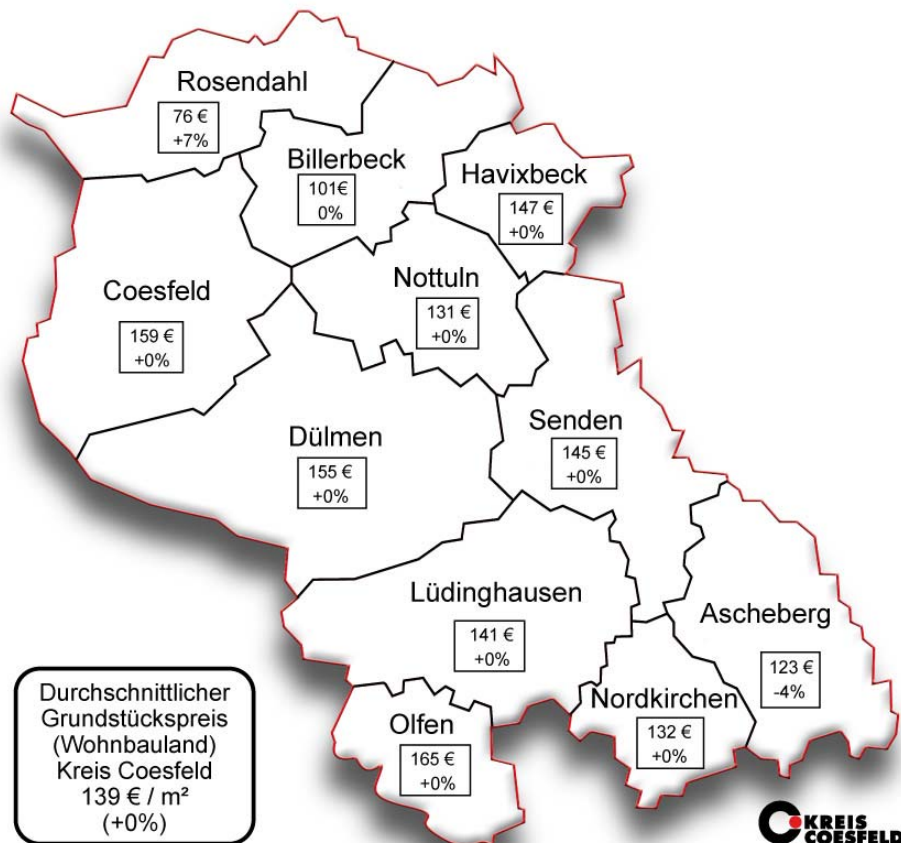 Rosendahl
76 €
+7%
Billerbeck
101€
0%
Havixbeck
147 €
+0%
Coesfeld
159 €
+0%
Nottuln
131 €
+0%
Dülmen
155 €
+0%
Senden
145 €
+0%
Lüdinghausen
141 €
+0%
Ascheberg
123 €
-4%
Nordkirchen
132 €
+0%
Olfen
165 €
+0%
Durchschnittlicher
Grundstückspreis
(Wohnbauland)
Kreis Coesfeld
139 € / m²
(+0%)
KREIS
COESFELD